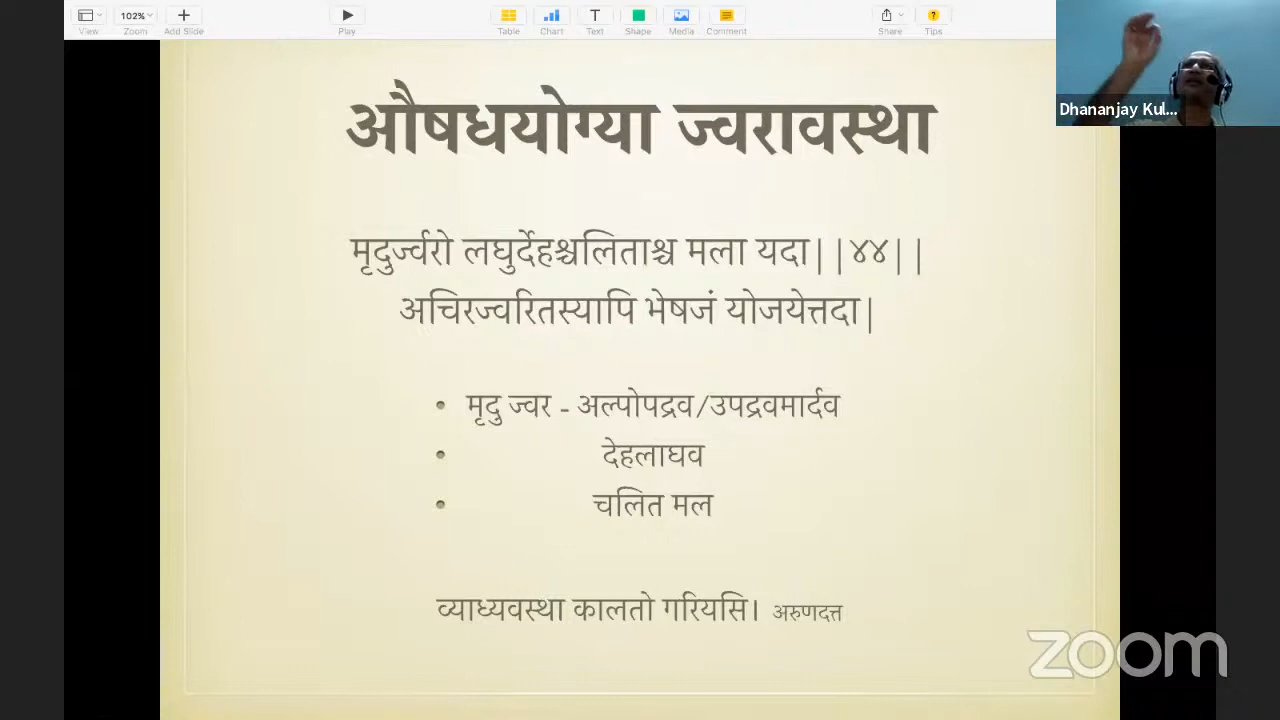 View
102%
Zoom
Add Slide
Play
Table
Chart
Text
Shape
Media
Comment
Share
Tips
Dhananjay Kul...
औषधयोग्या ज्वरावस्था
मृदुर्ज्वरो लघुर्देहश्चलिताश्च मला यदा||४४||
अचिरज्वरितस्यापि भेषजं योजयेत्तदा|
• मृदु ज्वर - अल्पोपद्रव/उपद्रवमार्दव
• देहलाघव
• चलित मल
व्याध्यवस्था कालतो गरियसि। अरुणदत्त
zoom